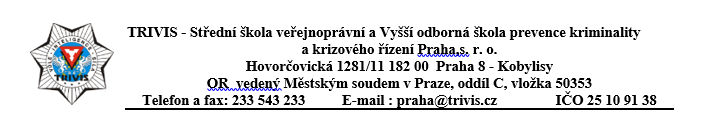 TRIVIS - Střední škola veřejnoprávní a Vyšší odborná škola prevence kriminality
a krizového řízení Praha,s. r. o.
Hovorčovická 1281/11 182 00 Praha 8 - Kobylisy
OR vedený Městským soudem v Praze, oddíl C, vložka 50353
Telefon a fax: 233 543 233 E-mail : praha@trivis.cz IČO 25 10 91 38
TRIVIS